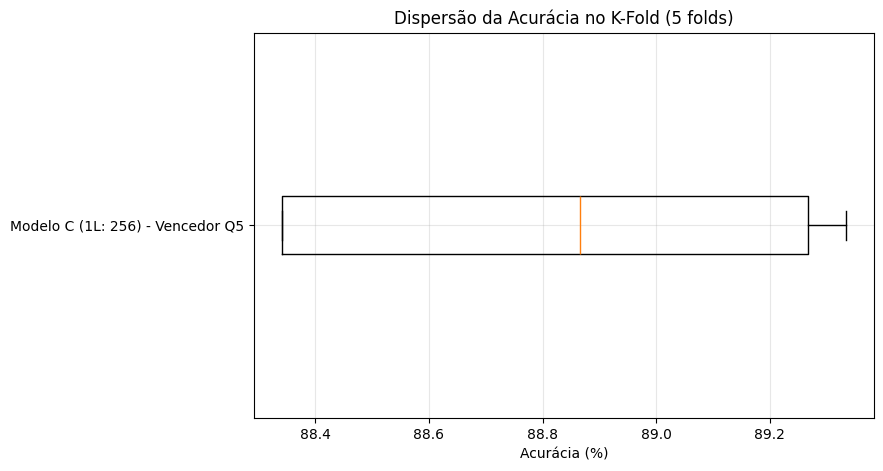 Dispersão da Acurácia no K-Fold (5 folds)
Modelo C (1L: 256) - Vencedor Q5
88.4 88.6 88.8 89.0 89.2
Acurácia (%)